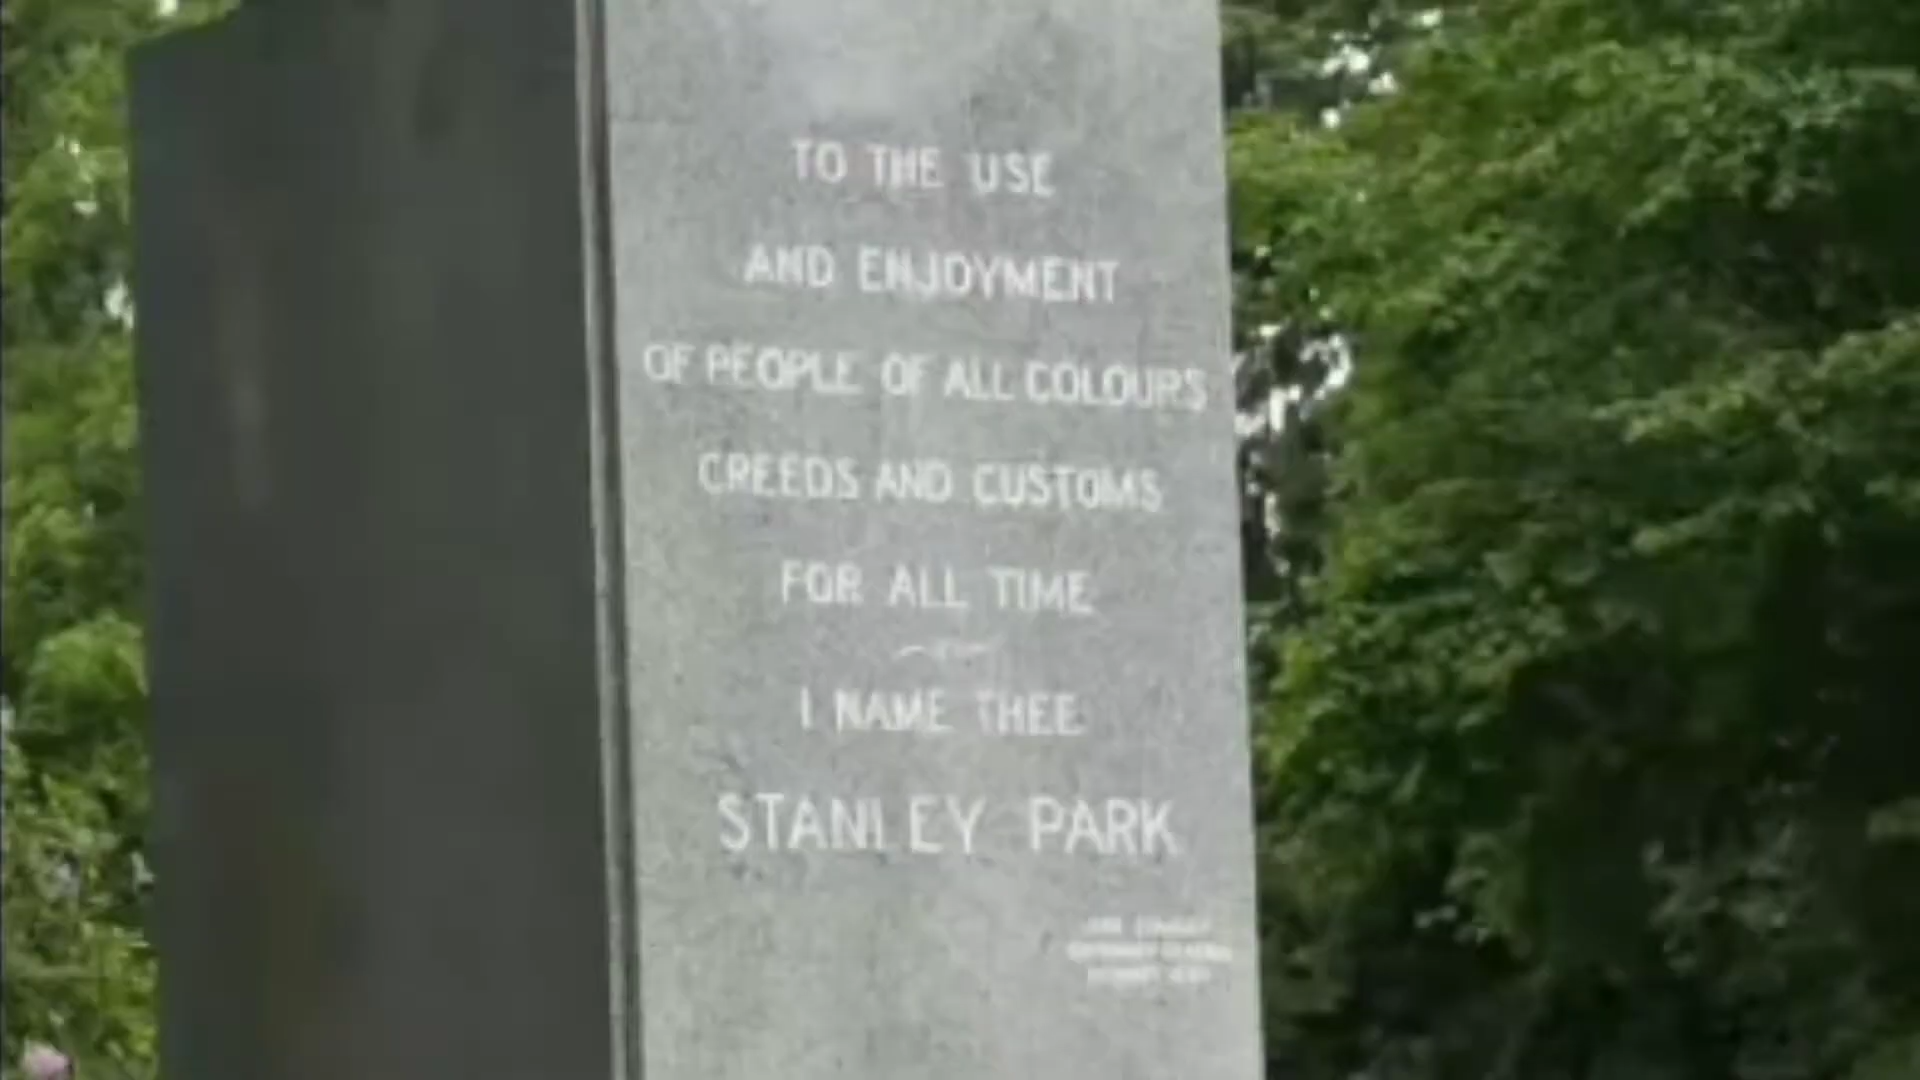 TO THE USE
AND ENJOYMENT
OF PEOPLE OF ALL COLOURS
CREEDS AND CUSTOMS
FOR ALL TIME
I NAME THEE
STANLEY PARK